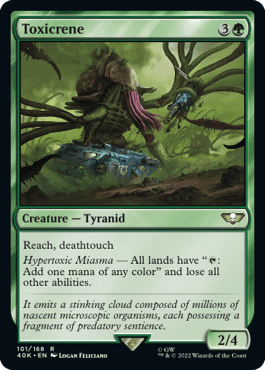 Toxicrene 3
Creature — Tyranid
Reach, deathtouch
Hypertoxic Miasma — All lands have “: Add one mana of any color” and lose all other abilities.
It emits a stinking cloud composed of millions of nascent microscopic organisms, each possessing a fragment of predatory sentience.
2/4
101/168 R
40K • EN Logan Feliciano
© GW
™ & © 2022 Wizards of the Coast